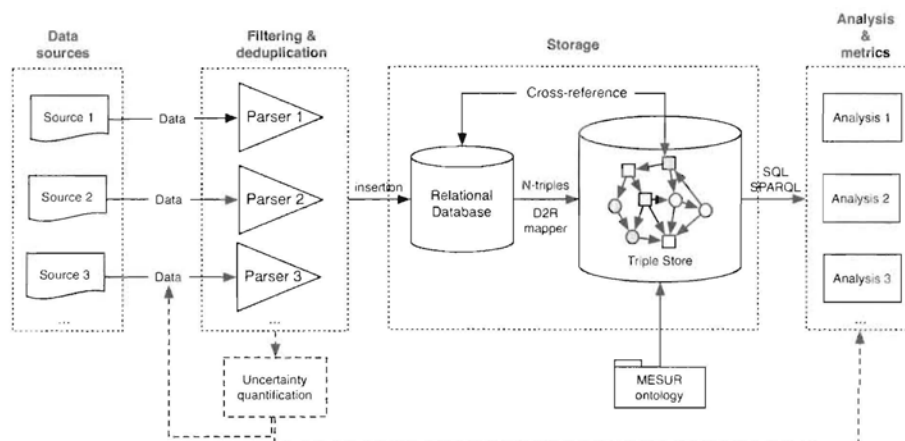 Data
sources
Filtering &
deduplication
Storage
Analysis
&
metrics
Source 1
Data
Parser 1
Cross-reference
Analysis 1
Source 2
Data
Parser 2
insertion
Relational
Database
N-triples
D2R
mapper
SQL
SPARQL
Analysis 2
Source 3
Data
Parser 3
Triple Store
Analysis 3
...
...
...
Uncertainty
quantification
MESUR
ontology